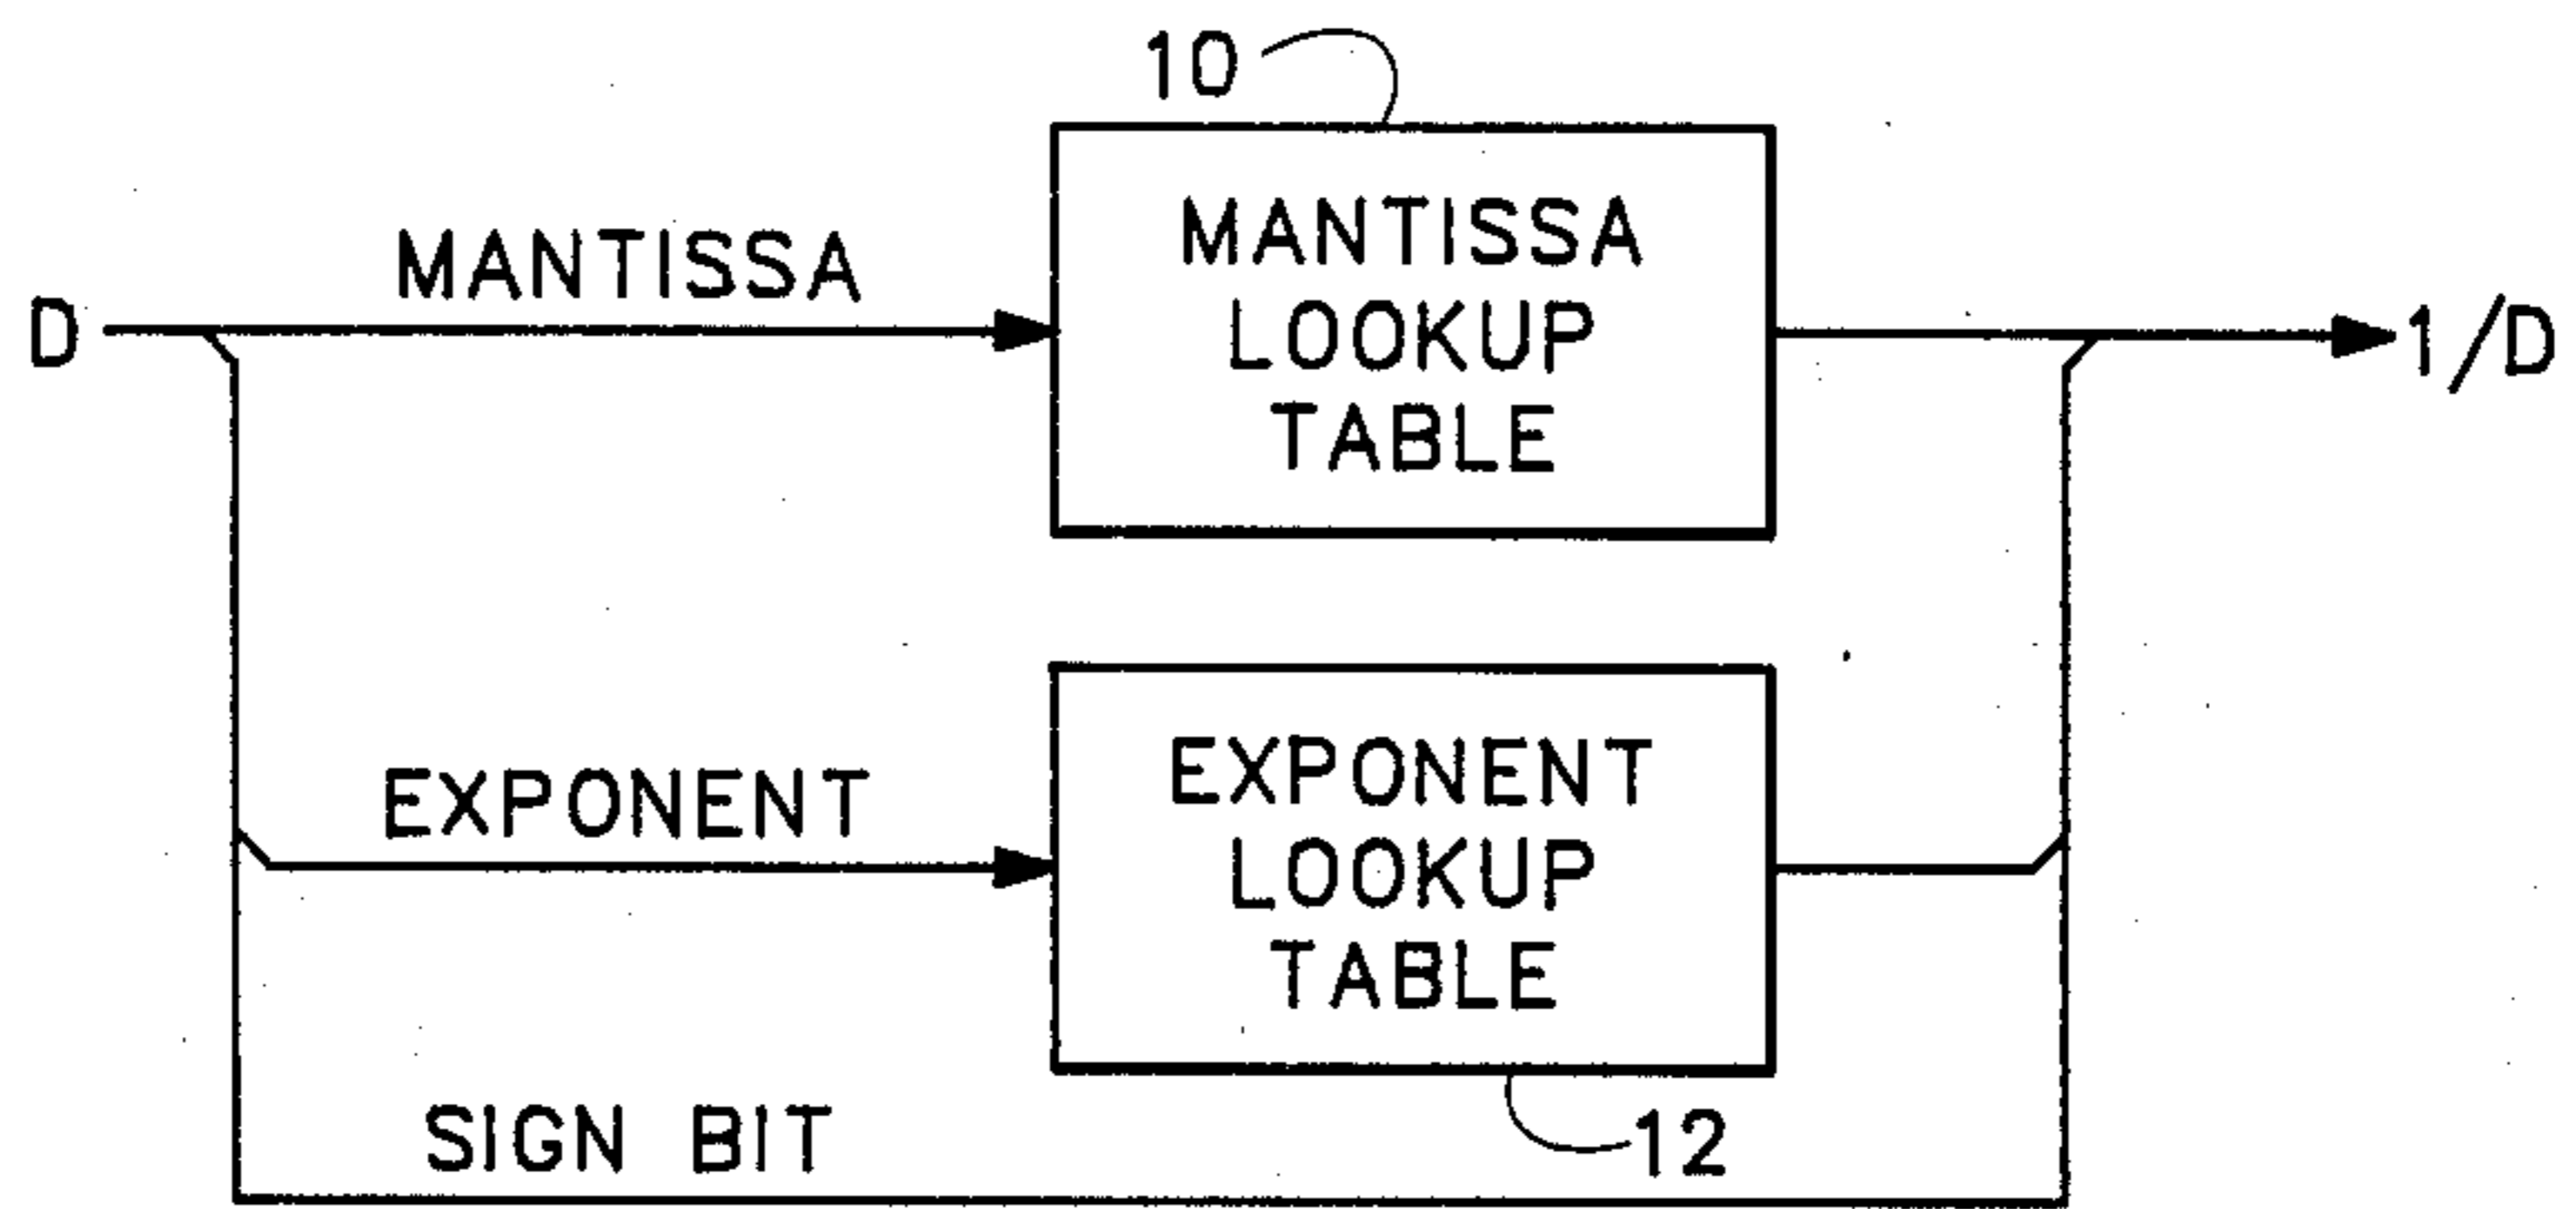 10
MANTISSA
D
MANTISSA
LOOKUP
TABLE
1/D
EXPONENT
EXPONENT
LOOKUP
TABLE
SIGN BIT
12